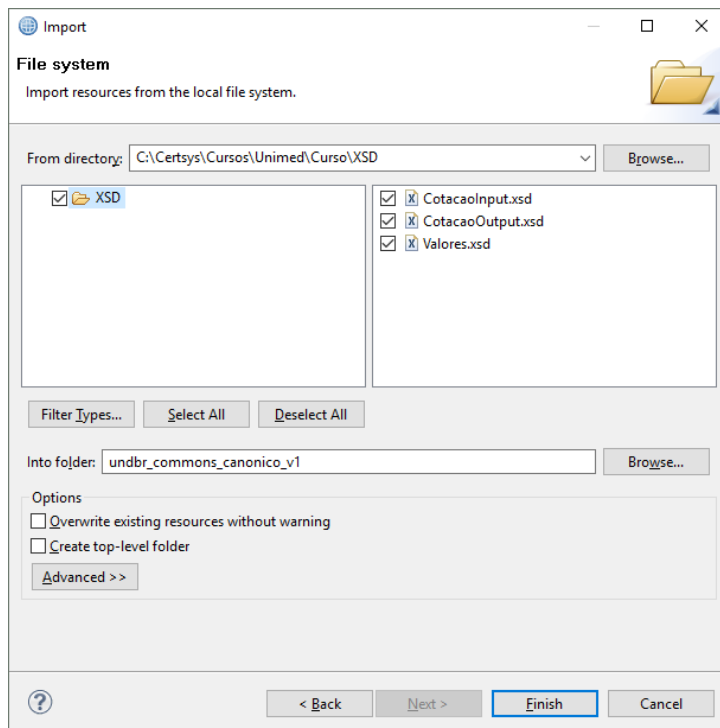 Import
File system
Import resources from the local file system.
From directory: C:\Certsys\Cursos\Unimed\Curso\XSD Browse...
XSD
CotacaoInput.xsd
CotacaoOutput.xsd
Valores.xsd
Filter Types... Select All Deselect All
Into folder: undbr_commons_canonico_v1 Browse...
Options
Overwrite existing resources without warning
Create top-level folder
Advanced >>
? < Back Next > Finish Cancel